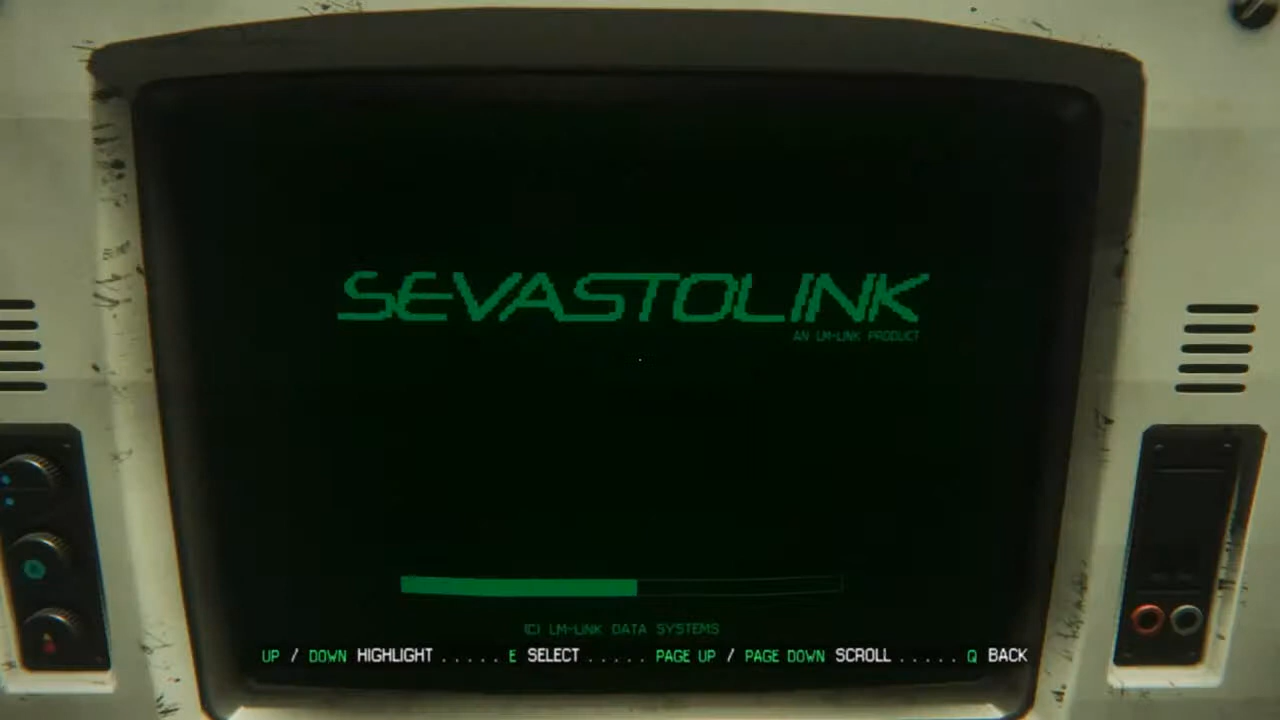 SEVASTOLINK
AN LM-LINK PRODUCT
(C) LM-LINK DATA SYSTEMS
UP / DOWN HIGHLIGHT ..... E SELECT ..... PAGE UP / PAGE DOWN SCROLL ..... Q BACK